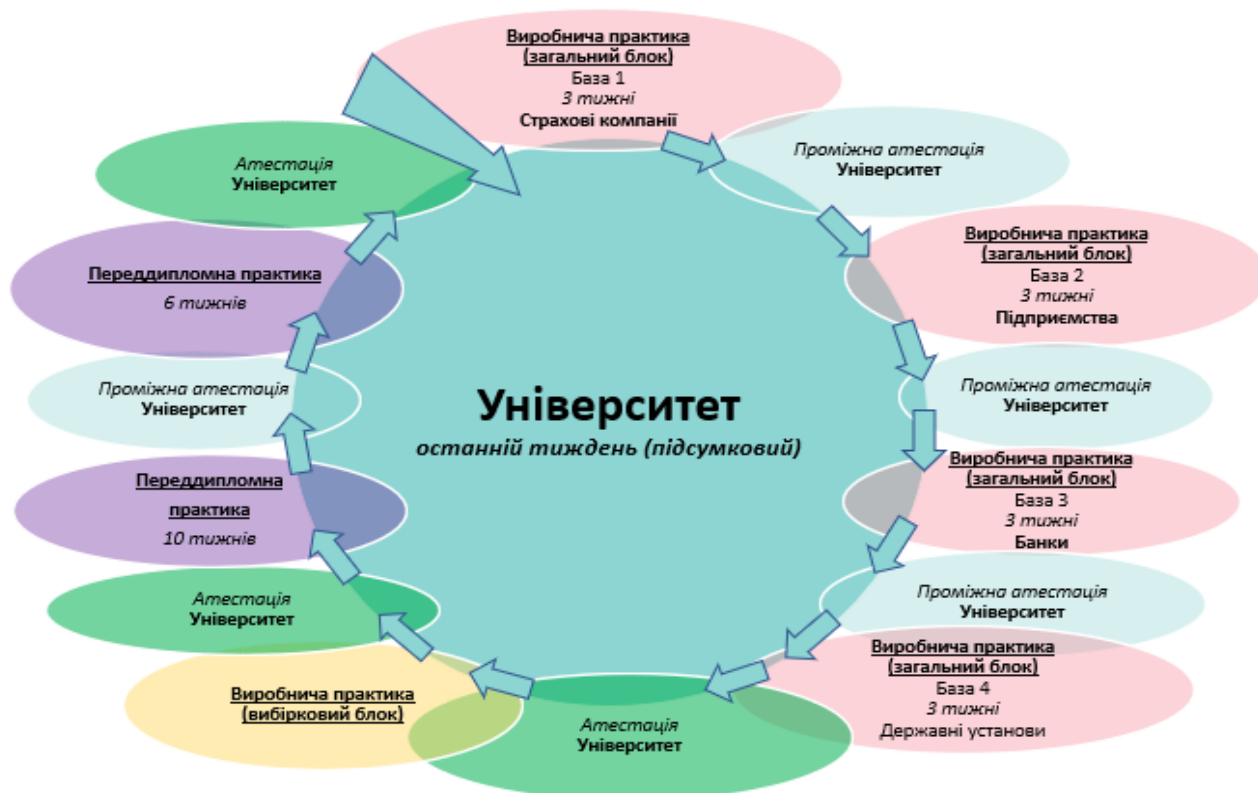 Виробнича практика
(загальний блок)
База 1
3 тижні
Страхові компанії
Проміжна атестація
Університет
Виробнича практика
(загальний блок)
База 2
3 тижні
Підприємства
Проміжна атестація
Університет
Виробнича практика
(загальний блок)
База 3
3 тижні
Банки
Проміжна атестація
Університет
Виробнича практика
(загальний блок)
База 4
3 тижні
Державні установи
Атестація
Університет
Виробнича практика
(вибірковий блок)
Атестація
Університет
Переддипломна
практика
10 тижнів
Проміжна атестація
Університет
Переддипломна практика
6 тижнів
Атестація
Університет
Університет
останній тиждень (підсумковий)